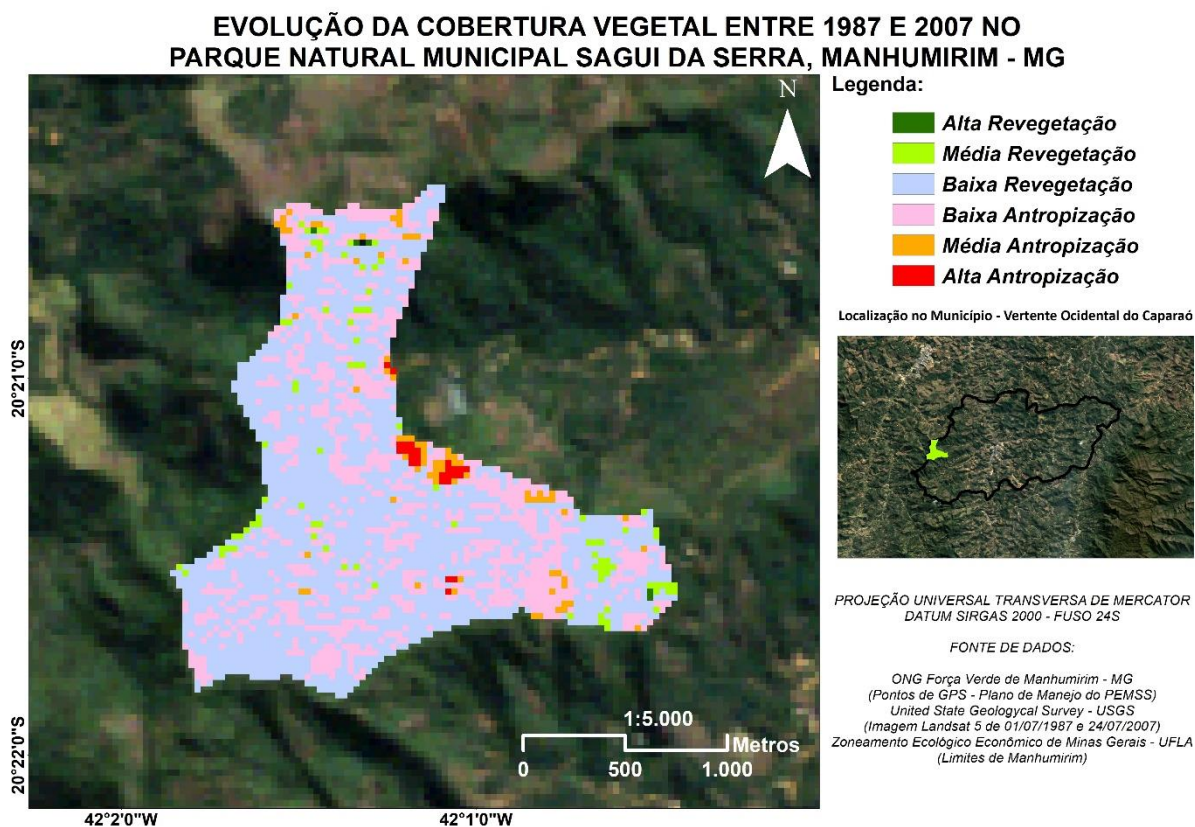 EVOLUÇÃO DA COBERTURA VEGETAL ENTRE 1987 E 2007 NO
PARQUE NATURAL MUNICIPAL SAGUI DA SERRA, MANHUMIRIM - MG
Legenda:
N
Alta Revegetação
Média Revegetação
Baixa Revegetação
Baixa Antropização
Média Antropização
Alta Antropização
Localização no Município - Vertente Ocidental do Caparaó
20°21'0"S
20°22'0"S
1:5.000
Metros
0 500 1.000
42°2'0"W 42°1'0"W
PROJEÇÃO UNIVERSAL TRANSVERSA DE MERCATOR
DATUM SIRGAS 2000 - FUSO 24S
FONTE DE DADOS:
ONG Força Verde de Manhumirim - MG
(Pontos de GPS - Plano de Manejo do PEMSS)
United State Geologycal Survey - USGS
(Imagem Landsat 5 de 01/07/1987 e 24/07/2007)
Zoneamento Ecológico Econômico de Minas Gerais - UFLA
(Limites de Manhumirim)